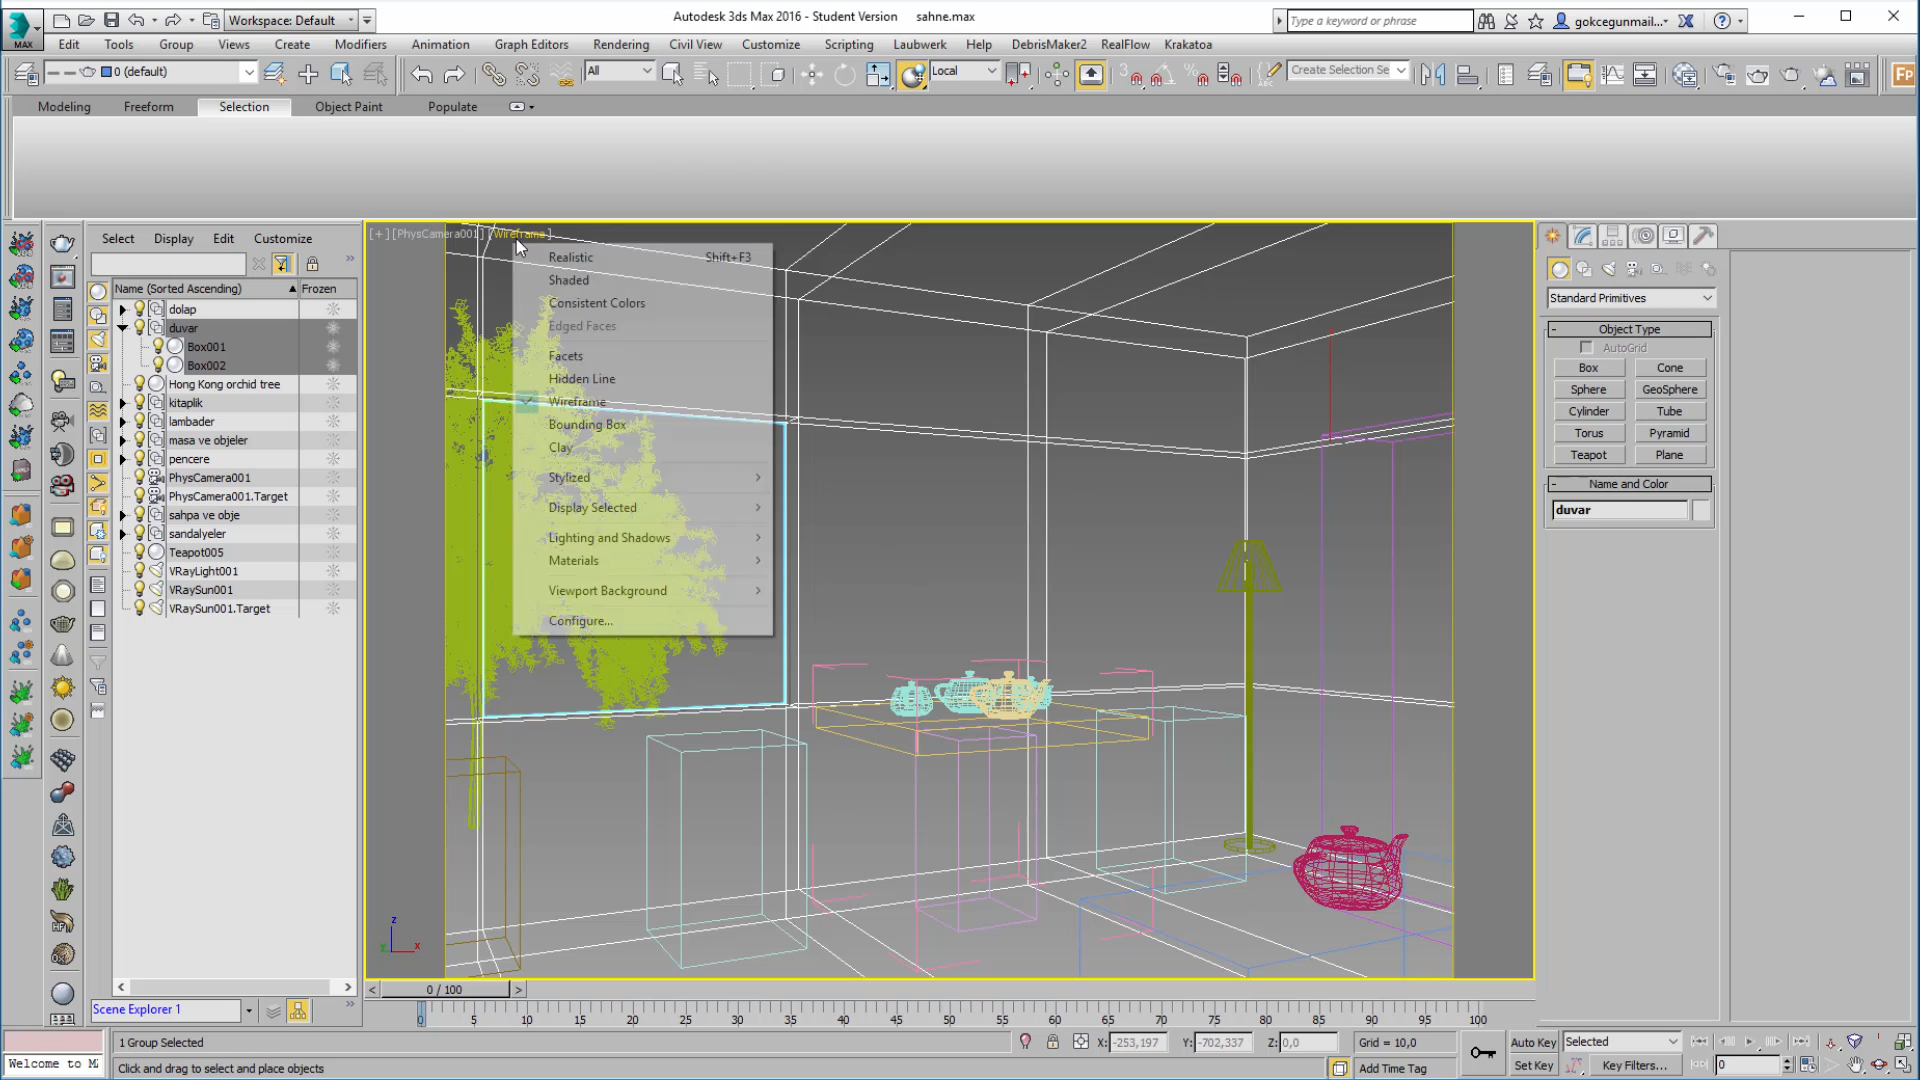 Workspace: Default
Autodesk 3ds Max 2016 - Student Version sahne.max
Type a keyword or phrase
gokcegunmail...
MAX
Edit Tools Group Views Create Modifiers Animation Graph Editors Rendering Civil View Customize Scripting Laubwerk Help DebrisMaker2 RealFlow Krakatoa
0 (default)
All
Local
Create Selection Se
Modeling Freeform Selection Object Paint Populate
Select Display Edit Customize
Name (Sorted Ascending) Frozen
dolap
duvar
Box001
Box002
Hong Kong orchid tree
kitaplik
lambader
masa ve objeler
pencere
PhysCamera001
PhysCamera001.Target
sahpa ve obje
sandalyeler
Teapot005
VRayLight001
VRaySun001
VRaySun001.Target
Scene Explorer 1
[+] [PhysCamera001] [Wireframe]
Realistic Shift+F3
Shaded
Consistent Colors
Edged Faces
Facets
Hidden Line
Wireframe
Bounding Box
Clay
Stylized
Display Selected
Lighting and Shadows
Materials
Viewport Background
Configure...
z
x
Standard Primitives
- Object Type
AutoGrid
Box Cone
Sphere GeoSphere
Cylinder Tube
Torus Pyramid
Teapot Plane
- Name and Color
duvar
< 0 / 100 >
0 5 10 15 20 25 30 35 40 45 50 55 60 65 70 75 80 85 90 95 100
1 Group Selected
X: -253,197 Y: -702,337 Z: 0,0 Grid = 10,0
Auto Key Selected
Welcome to M
Click and drag to select and place objects
Add Time Tag
Set Key Key Filters... 0